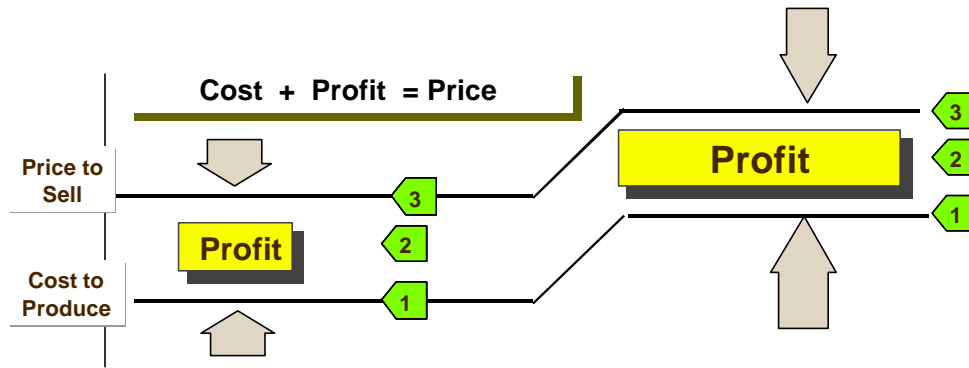 Cost + Profit = Price
3
Profit
2
1
Price to
Sell
3
Profit
2
Cost to
Produce
1